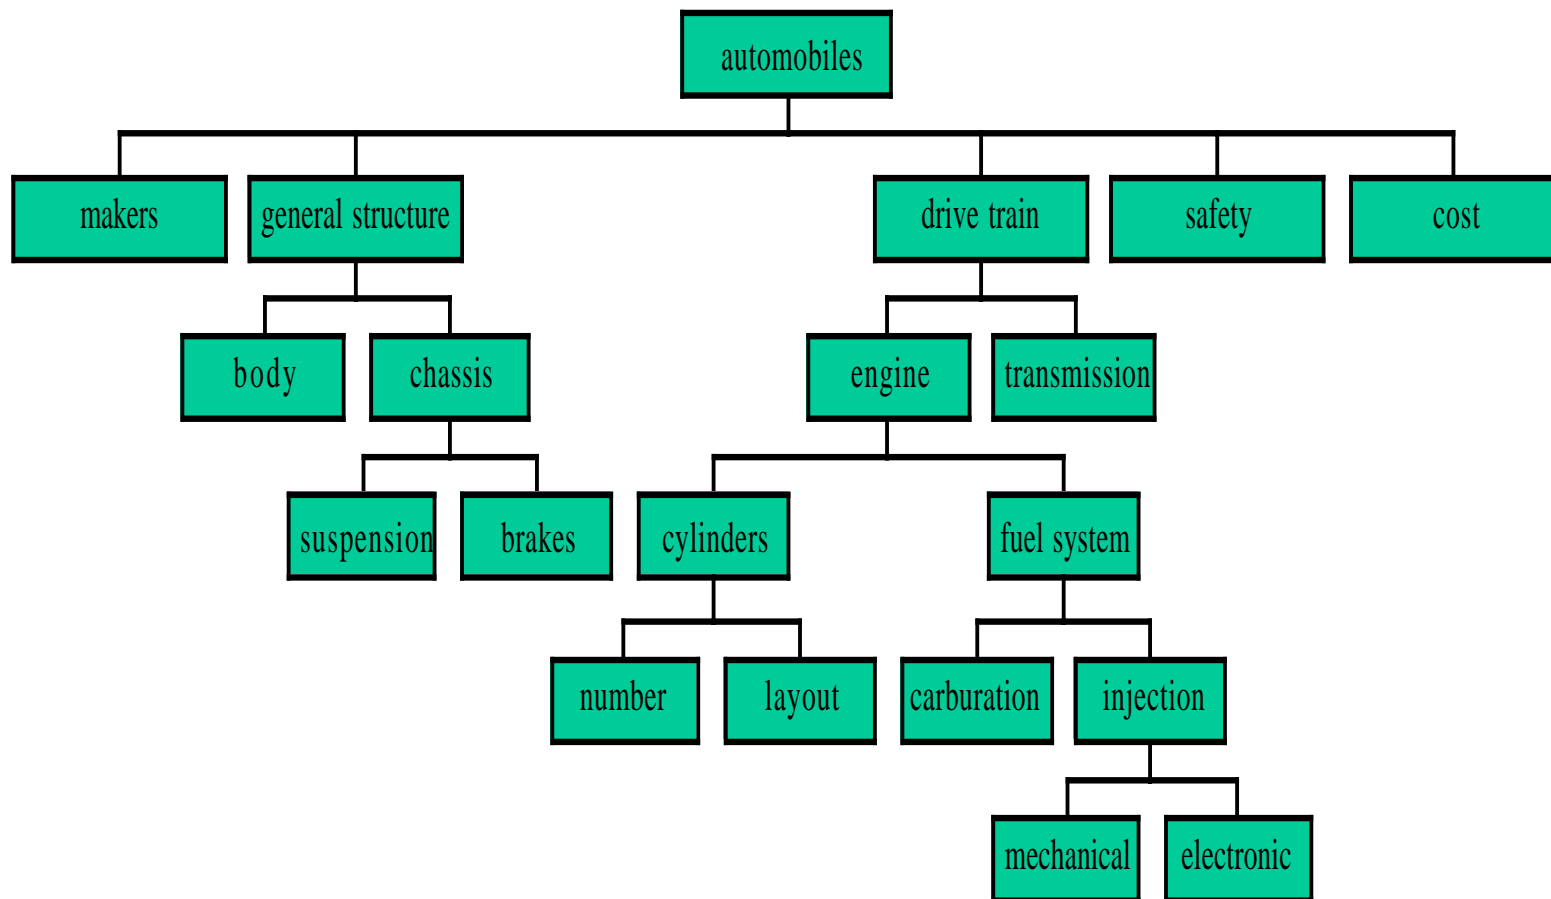 automobiles
makers
general structure
drive train
safety
cost
body
chassis
engine
transmission
suspension
brakes
cylinders
fuel system
number
layout
carburation
injection
mechanical
electronic